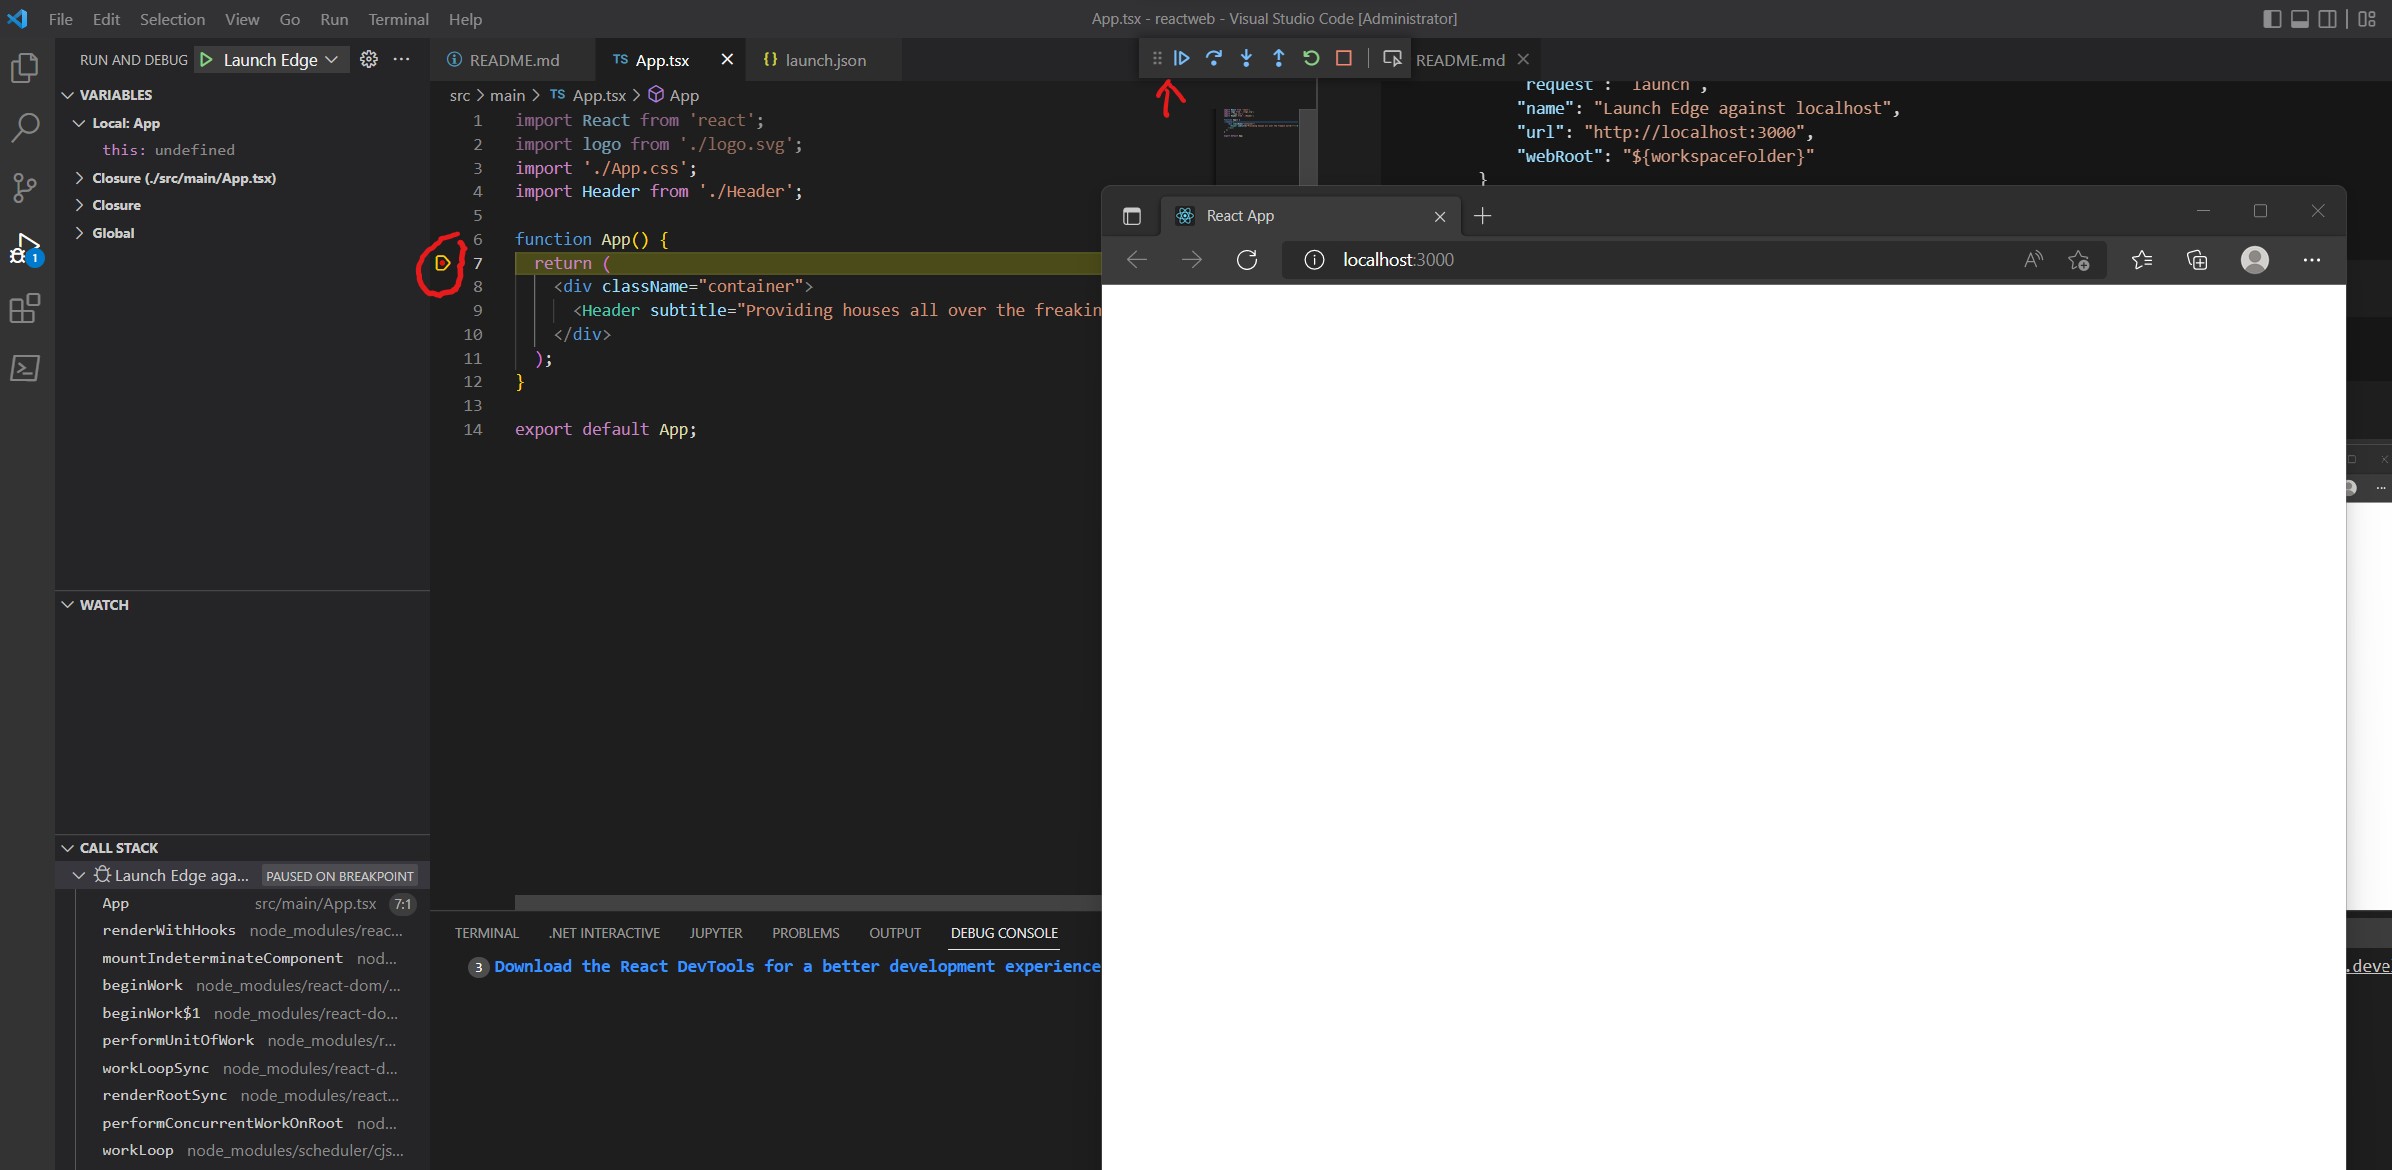 File Edit Selection View Go Run Terminal Help
App.tsx - reactweb - Visual Studio Code [Administrator]
RUN AND DEBUG Launch Edge
README.md
TS App.tsx
{} launch.json
README.md
VARIABLES
Local: App
this: undefined
Closure (./src/main/App.tsx)
Closure
Global
1
WATCH
CALL STACK
Launch Edge aga... PAUSED ON BREAKPOINT
App src/main/App.tsx 7:1
renderWithHooks node_modules/reac...
mountIndeterminateComponent nod...
beginWork node_modules/react-dom/...
beginWork$1 node_modules/react-do...
performUnitOfWork node_modules/r...
workLoopSync node_modules/react-d...
renderRootSync node_modules/react...
performConcurrentWorkOnRoot nod...
workLoop node_modules/scheduler/cjs...
src > main > TS App.tsx > App
1 import React from 'react';
2 import logo from './logo.svg';
3 import './App.css';
4 import Header from './Header';
5
6 function App() {
7 return (
8 <div className="container">
9 <Header subtitle="Providing houses all over the freakin
10 </div>
11 );
12 }
13
14 export default App;
"request": "launch",
"name": "Launch Edge against localhost",
"url": "http://localhost:3000",
"webRoot": "${workspaceFolder}"
}
React App
localhost:3000
TERMINAL .NET INTERACTIVE JUPYTER PROBLEMS OUTPUT DEBUG CONSOLE
3 Download the React DevTools for a better development experience
.deve